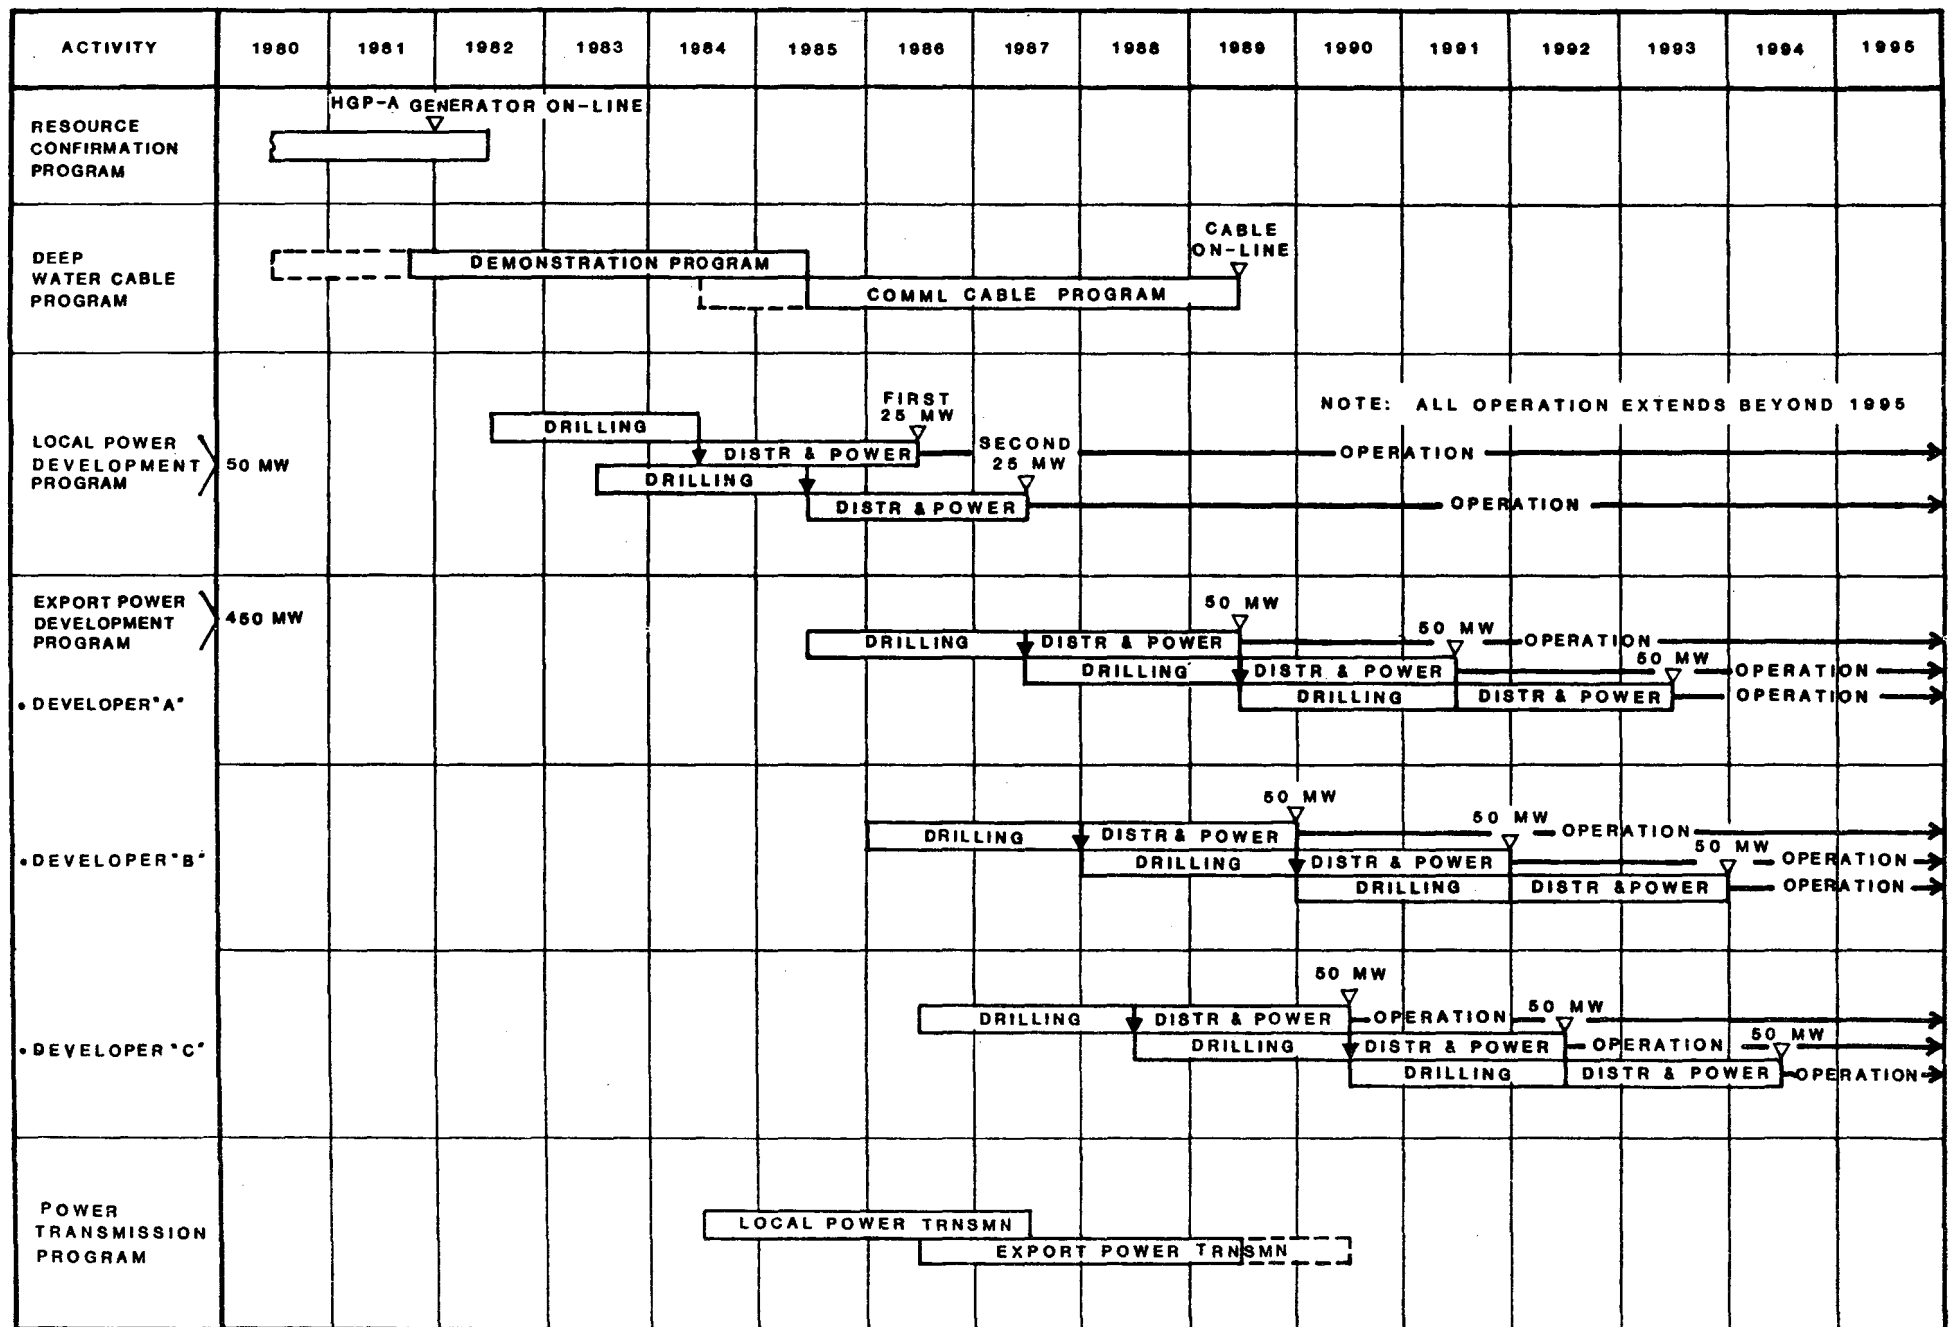 ACTIVITY 1980 1981 1982 1983 1984 1985 1986 1987 1988 1989 1990 1991 1992 1993 1994 1995
HGP-A GENERATOR ON-LINE
RESOURCE
CONFIRMATION
PROGRAM
CABLE
ON-LINE
DEEP
WATER CABLE
PROGRAM
DEMONSTRATION PROGRAM
COMML CABLE PROGRAM
NOTE: ALL OPERATION EXTENDS BEYOND 1995
LOCAL POWER
DEVELOPMENT
PROGRAM
50 MW
FIRST
25 MW
DRILLING
DISTR & POWER
OPERATION
SECOND
25 MW
DRILLING
DISTR & POWER
OPERATION
EXPORT POWER
DEVELOPMENT
PROGRAM
450 MW
•DEVELOPER "A"
50 MW
DRILLING DISTR & POWER OPERATION
50 MW
DRILLING DISTR & POWER OPERATION
50 MW
DRILLING DISTR & POWER OPERATION
•DEVELOPER "B"
50 MW
DRILLING DISTR & POWER OPERATION
50 MW
DRILLING DISTR & POWER OPERATION
50 MW
DRILLING DISTR & POWER OPERATION
•DEVELOPER "C"
50 MW
DRILLING DISTR & POWER OPERATION
50 MW
DRILLING DISTR & POWER OPERATION
50 MW
DRILLING DISTR & POWER OPERATION
POWER
TRANSMISSION
PROGRAM
LOCAL POWER TRNSMN
EXPORT POWER TRNSMN